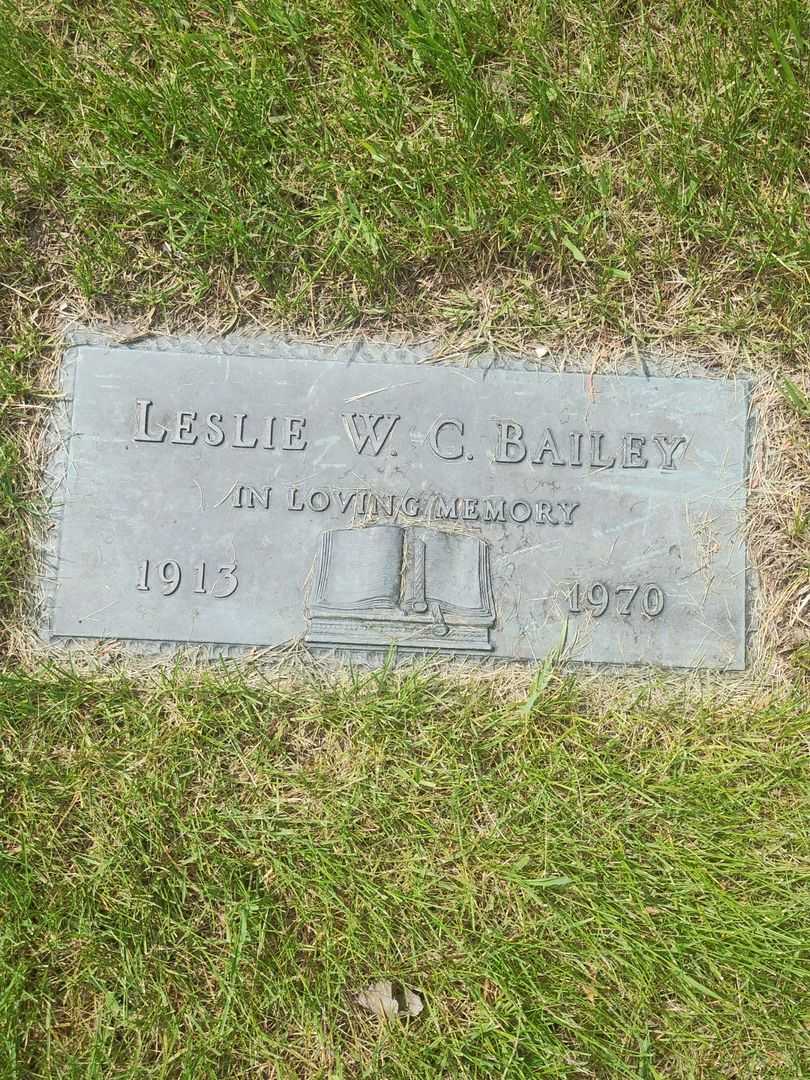 LESLIE W. C. BAILEY
IN LOVING MEMORY
1913 1970